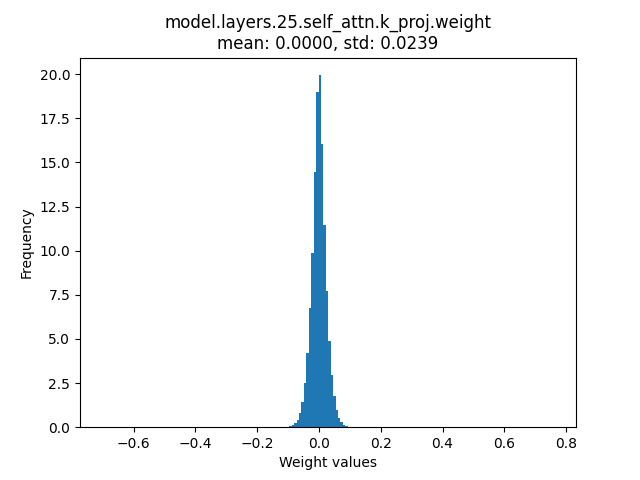 model.layers.25.self_attn.k_proj.weight
mean: 0.0000, std: 0.0239
20.0
17.5
15.0
12.5
10.0
7.5
5.0
2.5
0.0
Frequency
−0.6 −0.4 −0.2 0.0 0.2 0.4 0.6 0.8
Weight values